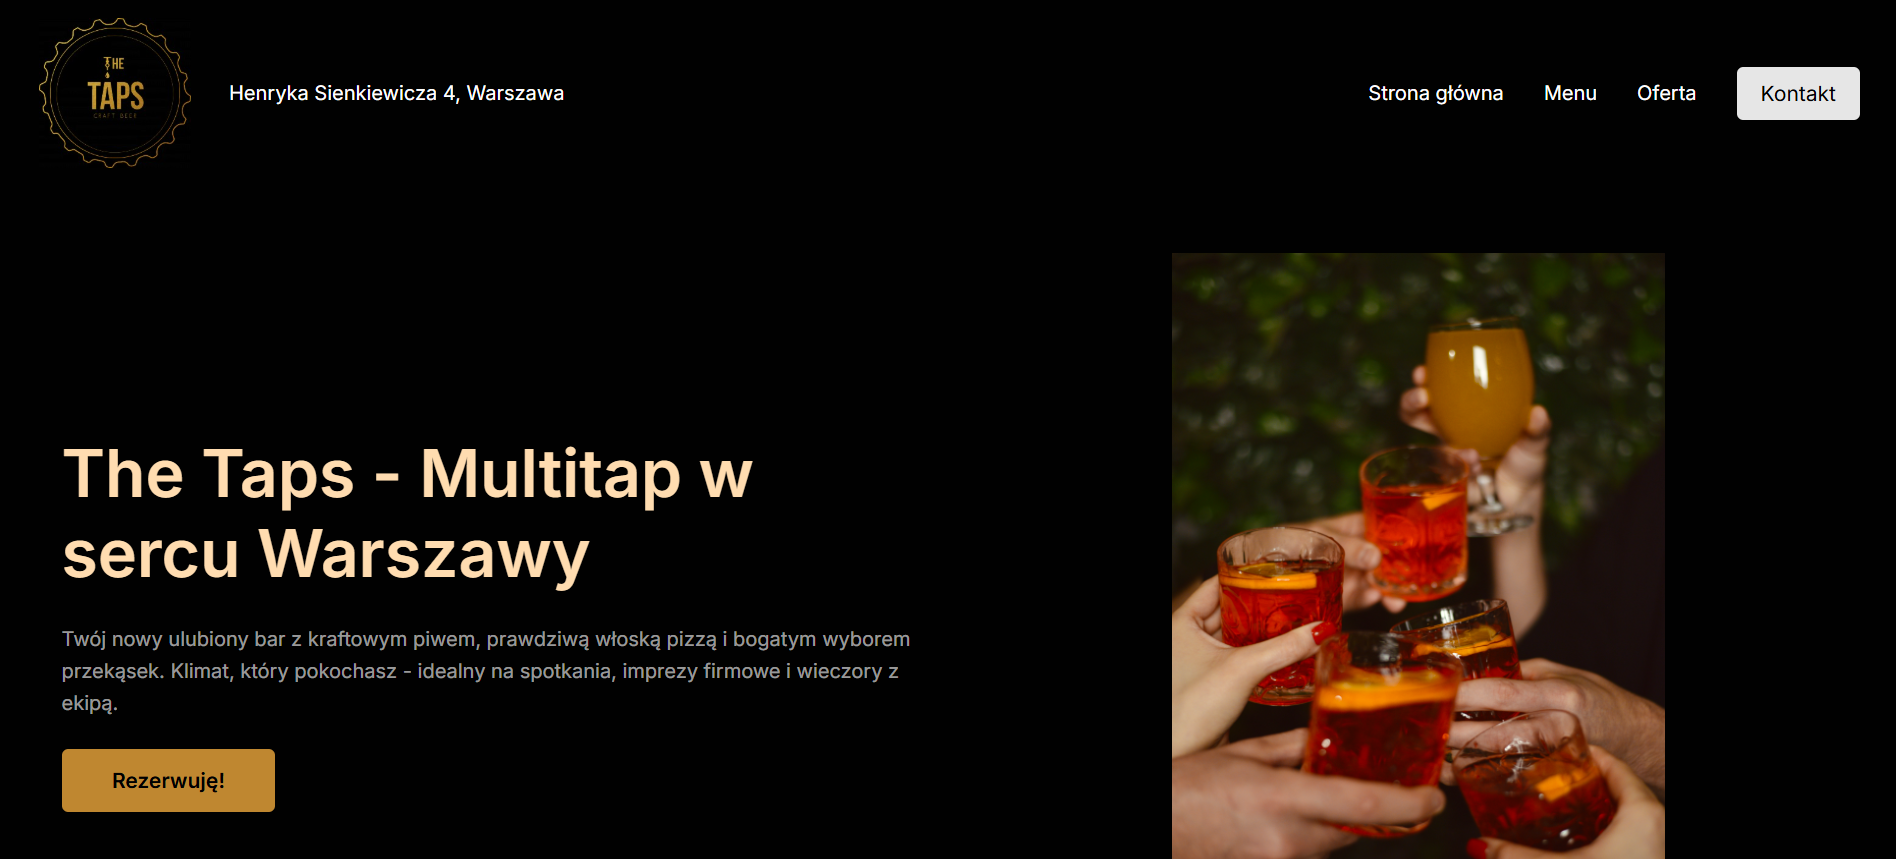 THE
TAPS
CRAFT BEER
Henryka Sienkiewicza 4, Warszawa
Strona główna
Menu
Oferta
Kontakt
The Taps - Multitap w
sercu Warszawy
Twój nowy ulubiony bar z kraftowym piwem, prawdziwą włoską pizzą i bogatym wyborem
przekąsek. Klimat, który pokochasz - idealny na spotkania, imprezy firmowe i wieczory z
ekipą.
Rezerwuję!